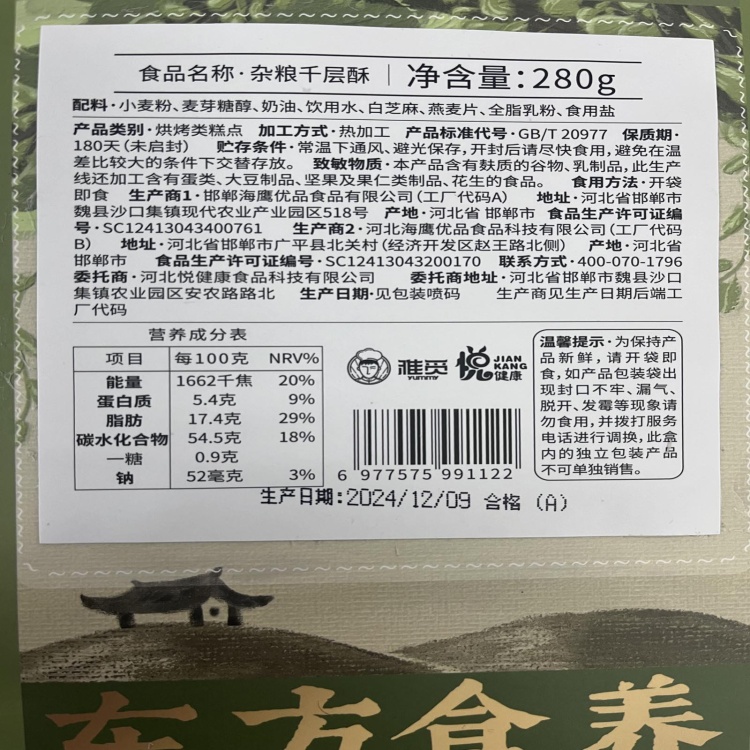 食品名称·杂粮千层酥 | 净含量:280g
配料·小麦粉、麦芽糖醇、奶油、饮用水、白芝麻、燕麦片、全脂乳粉、食用盐
产品类别·烘烤类糕点 加工方式·热加工 产品标准代号·GB/T 20977 保质期·
180天(未启封) 贮存条件·常温下通风、避光保存,开封后请尽快食用,避免在温
差比较大的条件下交替存放。 致敏物质·本产品含有麸质的谷物、乳制品,此生产
线还加工含有蛋类、大豆制品、坚果及果仁类制品、花生的食品。 食用方法·开袋
即食 生产商1·邯郸海鹰优品食品有限公司(工厂代码A) 地址·河北省邯郸市
魏县沙口集镇现代农业产业园区518号 产地·河北省 邯郸市 食品生产许可证编
号·SC12413043400761 生产商2·河北海鹰优品食品科技有限公司(工厂代码
B) 地址·河北省邯郸市广平县北关村(经济开发区赵王路北侧) 产地·河北省
邯郸市 食品生产许可证编号·SC12413043200170 联系方式·400-070-1796
委托商·河北悦健康食品科技有限公司 委托商地址·河北省邯郸市魏县沙口
集镇农业园区安农路路北 生产日期·见包装喷码 生产商见生产日期后端工
厂代码
营养成分表
项目 每100克 NRV%
能量 1662千焦 20%
蛋白质 5.4克 9%
脂肪 17.4克 29%
碳水化合物 54.5克 18%
一糖 0.9克
钠 52毫克 3%
雅觅
YUMMY
悦
JIAN
KANG
健康
6 977575 991122
温馨提示·为保持产
品新鲜,请开袋即
食,如产品包装袋出
现封口不牢、漏气、
脱开、发霉等现象请
勿食用,并拨打服务
电话进行调换,此盒
内的独立包装产品
不可单独销售。
生产日期:2024/12/09 合格 (A)
东方食养